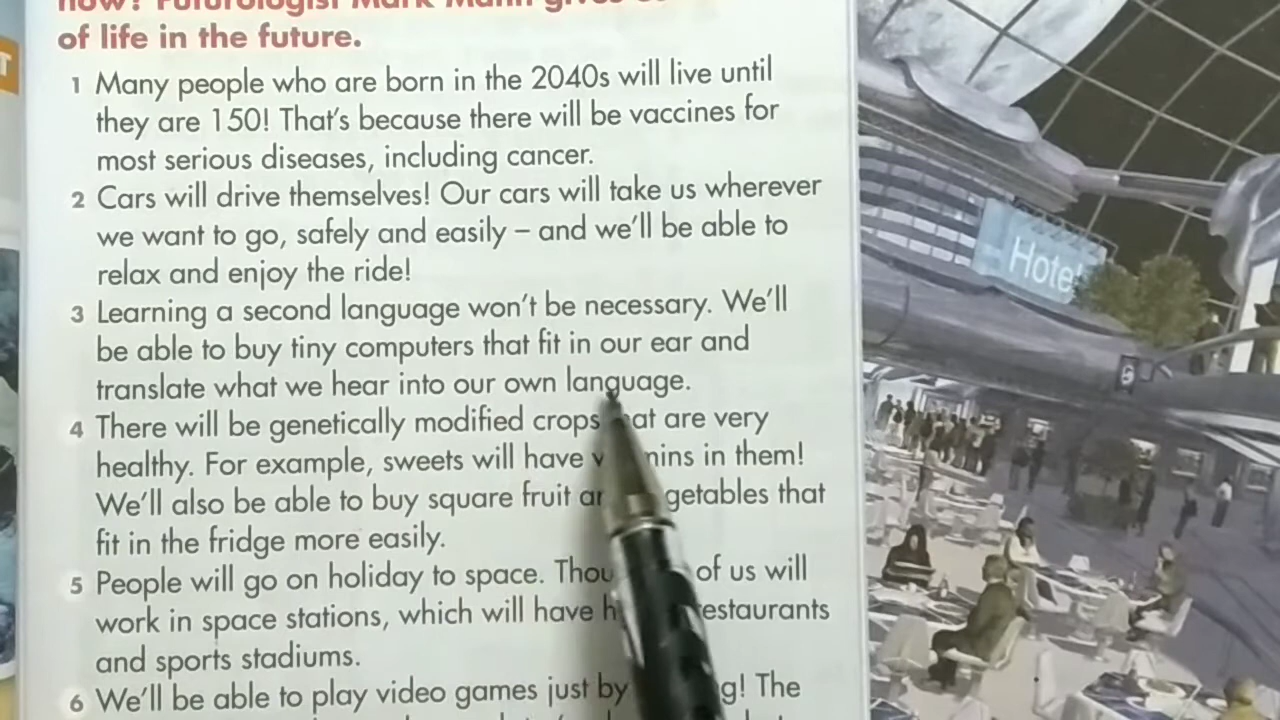 of life in the future.
1 Many people who are born in the 2040s will live until
they are 150! That's because there will be vaccines for
most serious diseases, including cancer.
2 Cars will drive themselves! Our cars will take us wherever
we want to go, safely and easily – and we'll be able to
relax and enjoy the ride!
3 Learning a second language won't be necessary. We'll
be able to buy tiny computers that fit in our ear and
translate what we hear into our own language.
4 There will be genetically modified crops are very
healthy. For example, sweets will have in them!
We'll also be able to buy square fruit that
fit in the fridge more easily.
5 People will go on holiday to space. of us will
work in space stations, which will have restaurants
and sports stadiums.
6 We'll be able to play video games just by The
Hotel